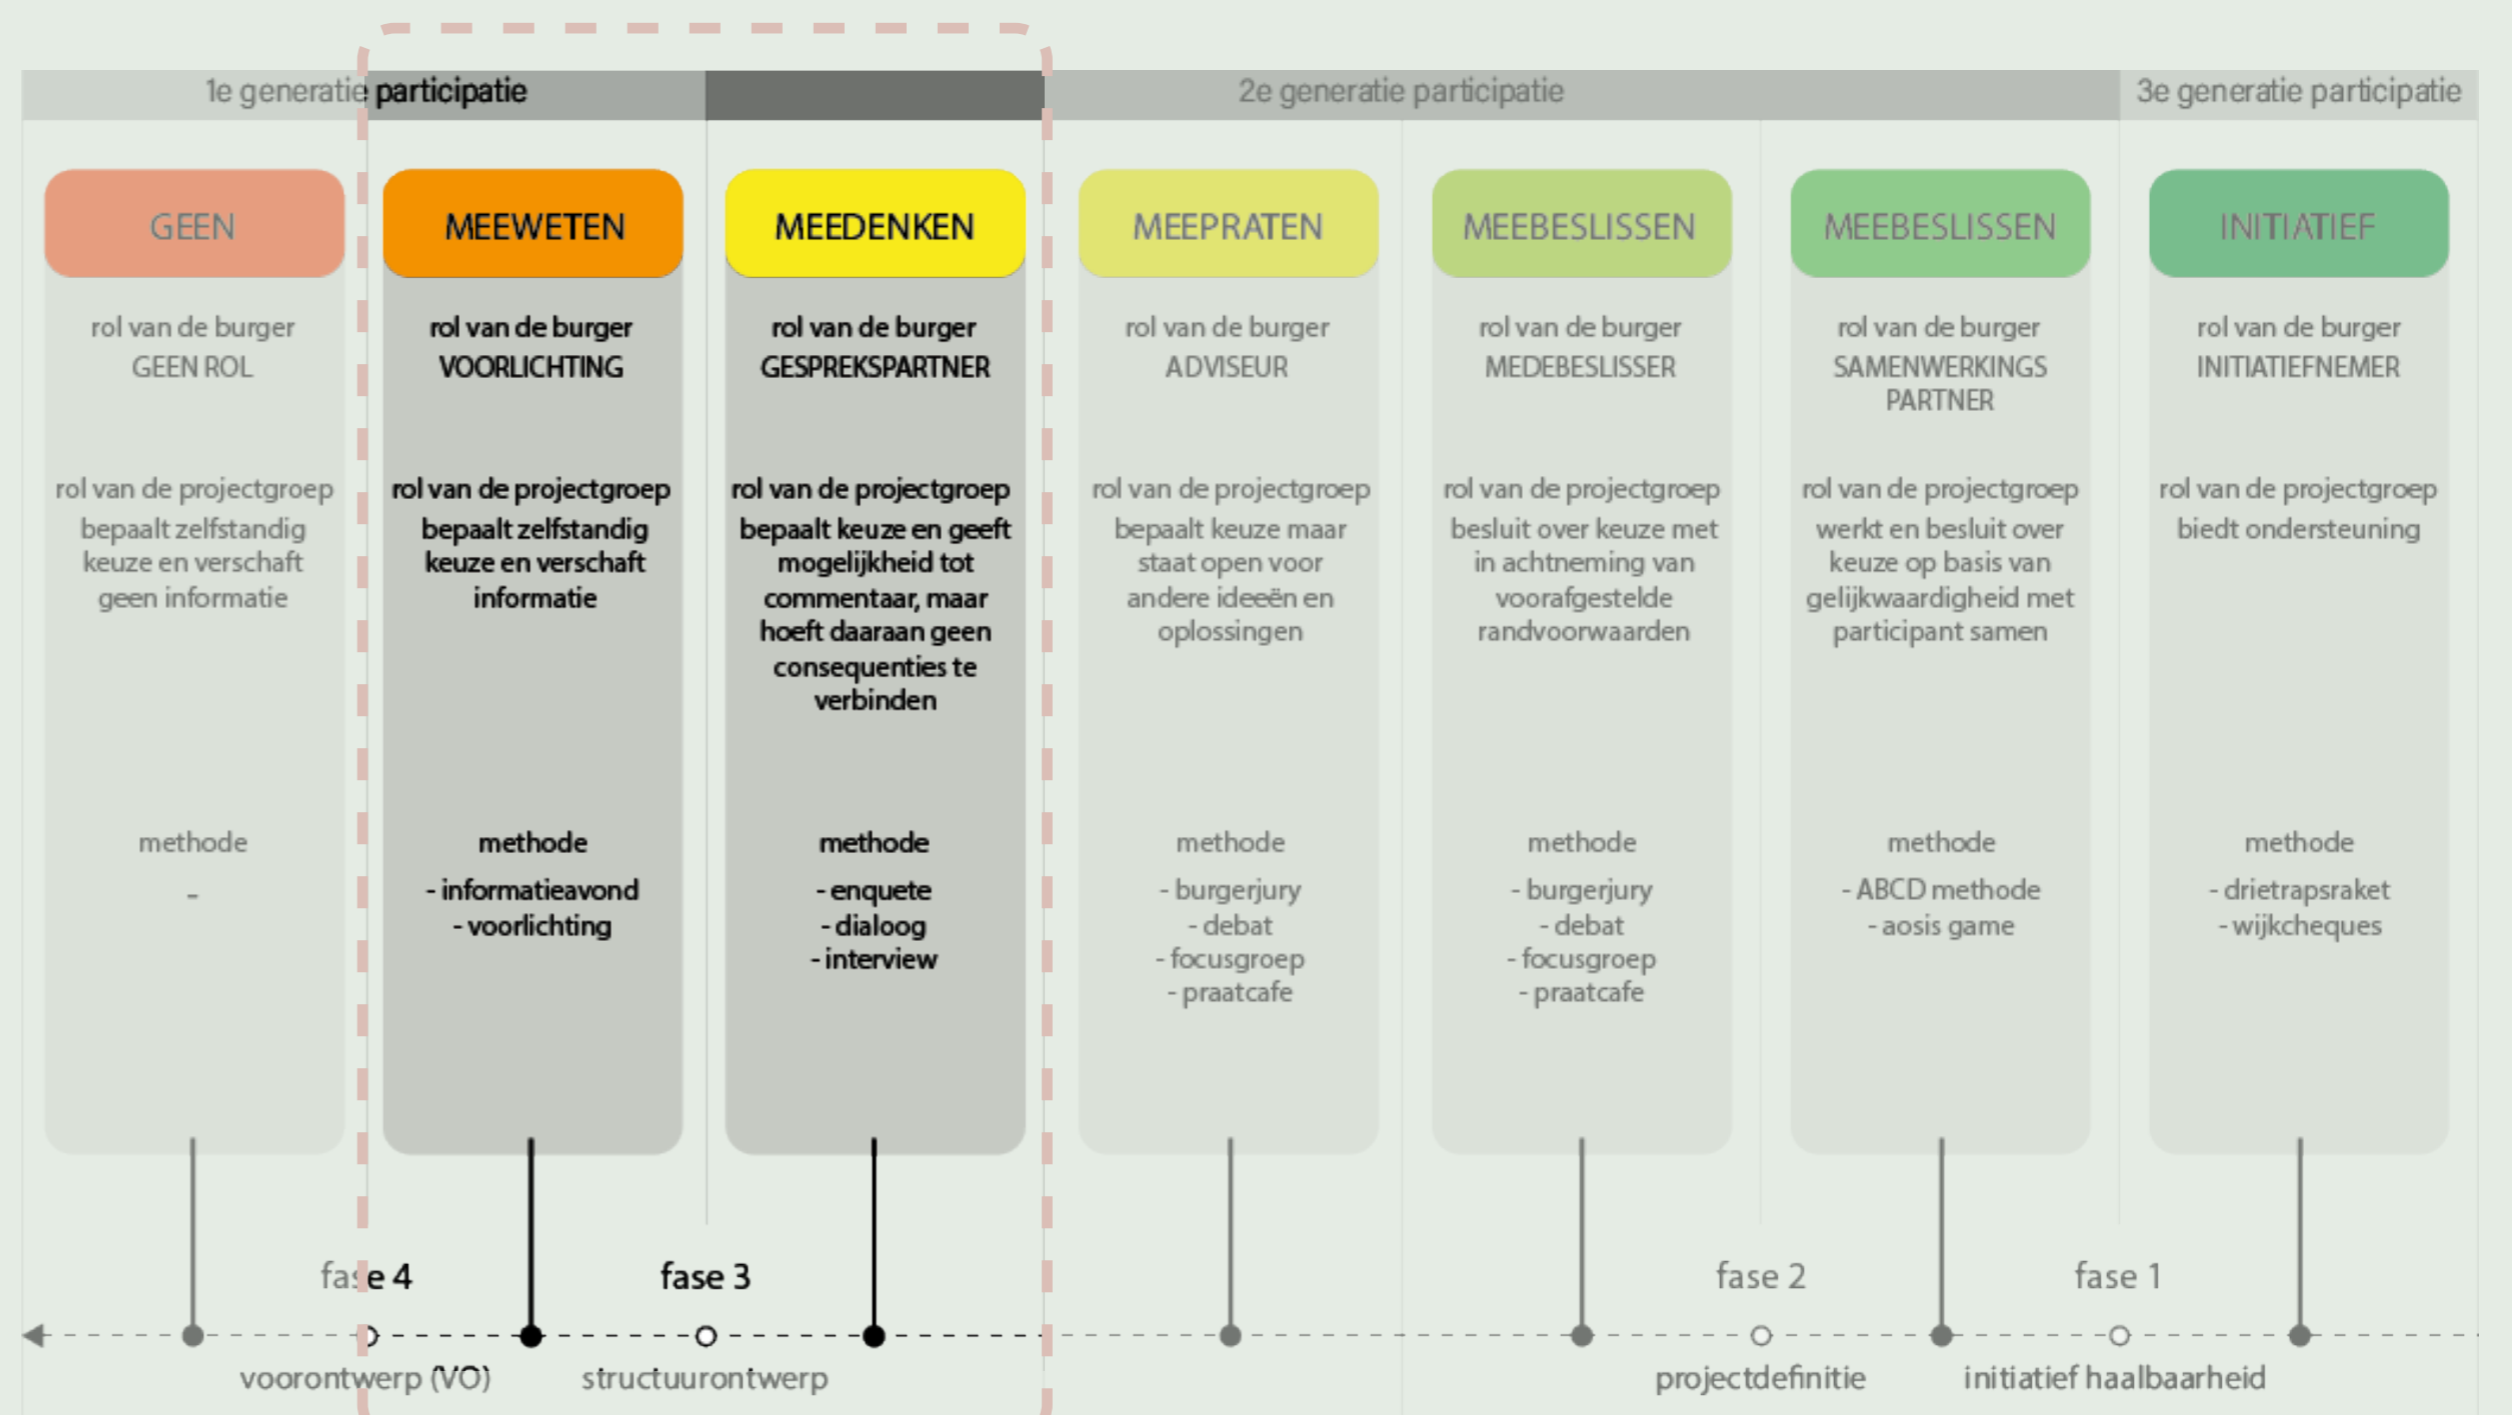 1e generatie participatie
2e generatie participatie
3e generatie participatie
GEEN
rol van de burger
GEEN ROL
rol van de projectgroep
bepaalt zelfstandig
keuze en verschaft
geen informatie
methode
-
MEEWETEN
rol van de burger
VOORLICHTING
rol van de projectgroep
bepaalt zelfstandig
keuze en verschaft
informatie
methode
- informatieavond
- voorlichting
MEEDENKEN
rol van de burger
GESPREKSPARTNER
rol van de projectgroep
bepaalt keuze en geeft
mogelijkheid tot
commentaar, maar
hoeft daaraan geen
consequenties te
verbinden
methode
- enquete
- dialoog
- interview
MEEPRATEN
rol van de burger
ADVISEUR
rol van de projectgroep
bepaalt keuze maar
staat open voor
andere ideeën en
oplossingen
methode
- burgerjury
- debat
- focusgroep
- praatcafe
MEEBESLISSEN
rol van de burger
MEDEBESLISSER
rol van de projectgroep
besluit over keuze met
in achtneming van
voorafgestelde
randvoorwaarden
methode
- burgerjury
- debat
- focusgroep
- praatcafe
MEEBESLISSEN
rol van de burger
SAMENWERKINGS
PARTNER
rol van de projectgroep
werkt en besluit over
keuze op basis van
gelijkwaardigheid met
participant samen
methode
- ABCD methode
- aosis game
INITIATIEF
rol van de burger
INITIATIEFNEMER
rol van de projectgroep
biedt ondersteuning
methode
- drietrapsraket
- wijkcheques
fase 4
fase 3
fase 2
fase 1
voorontwerp (VO)
structuurontwerp
projectdefinitie
initiatief haalbaarheid